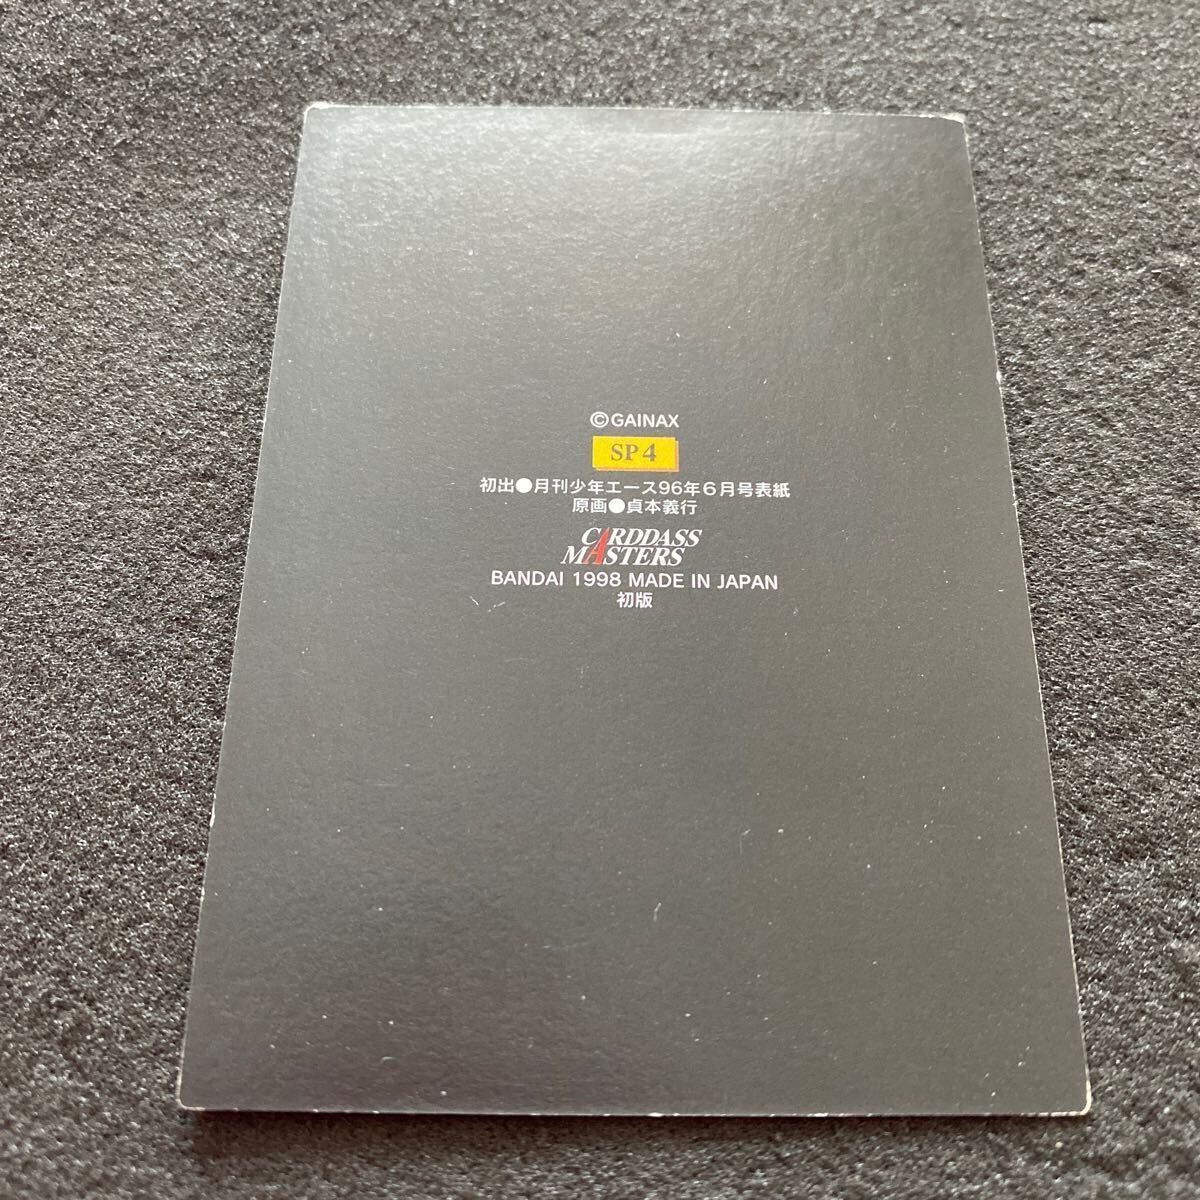 ©GAINAX
SP4
初出●月刊少年エース96年6月号表紙
原画●貞本義行
CARDDASS
MASTERS
BANDAI 1998 MADE IN JAPAN
初版